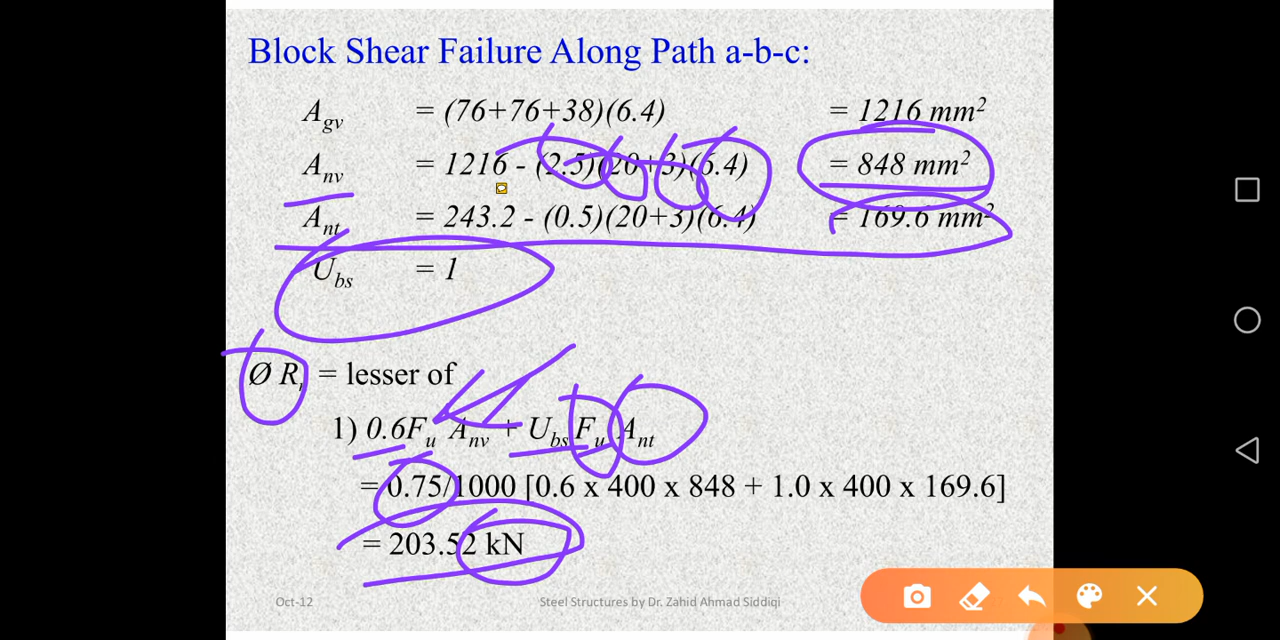 Block Shear Failure Along Path a-b-c:
A_gv = (76+76+38)(6.4) = 1216 mm²
A_nv = 1216 - (2.5)(20+3)(6.4) = 848 mm²
A_nt = 243.2 - (0.5)(20+3)(6.4) = 169.6 mm²
U_bs = 1
Ø R_n = lesser of
1) 0.6F_u A_nv + U_bs F_u A_nt
= 0.75/1000 [0.6 x 400 x 848 + 1.0 x 400 x 169.6]
= 203.52 kN
Oct-12 Steel Structures by Dr. Zahid Ahmad Siddiqi